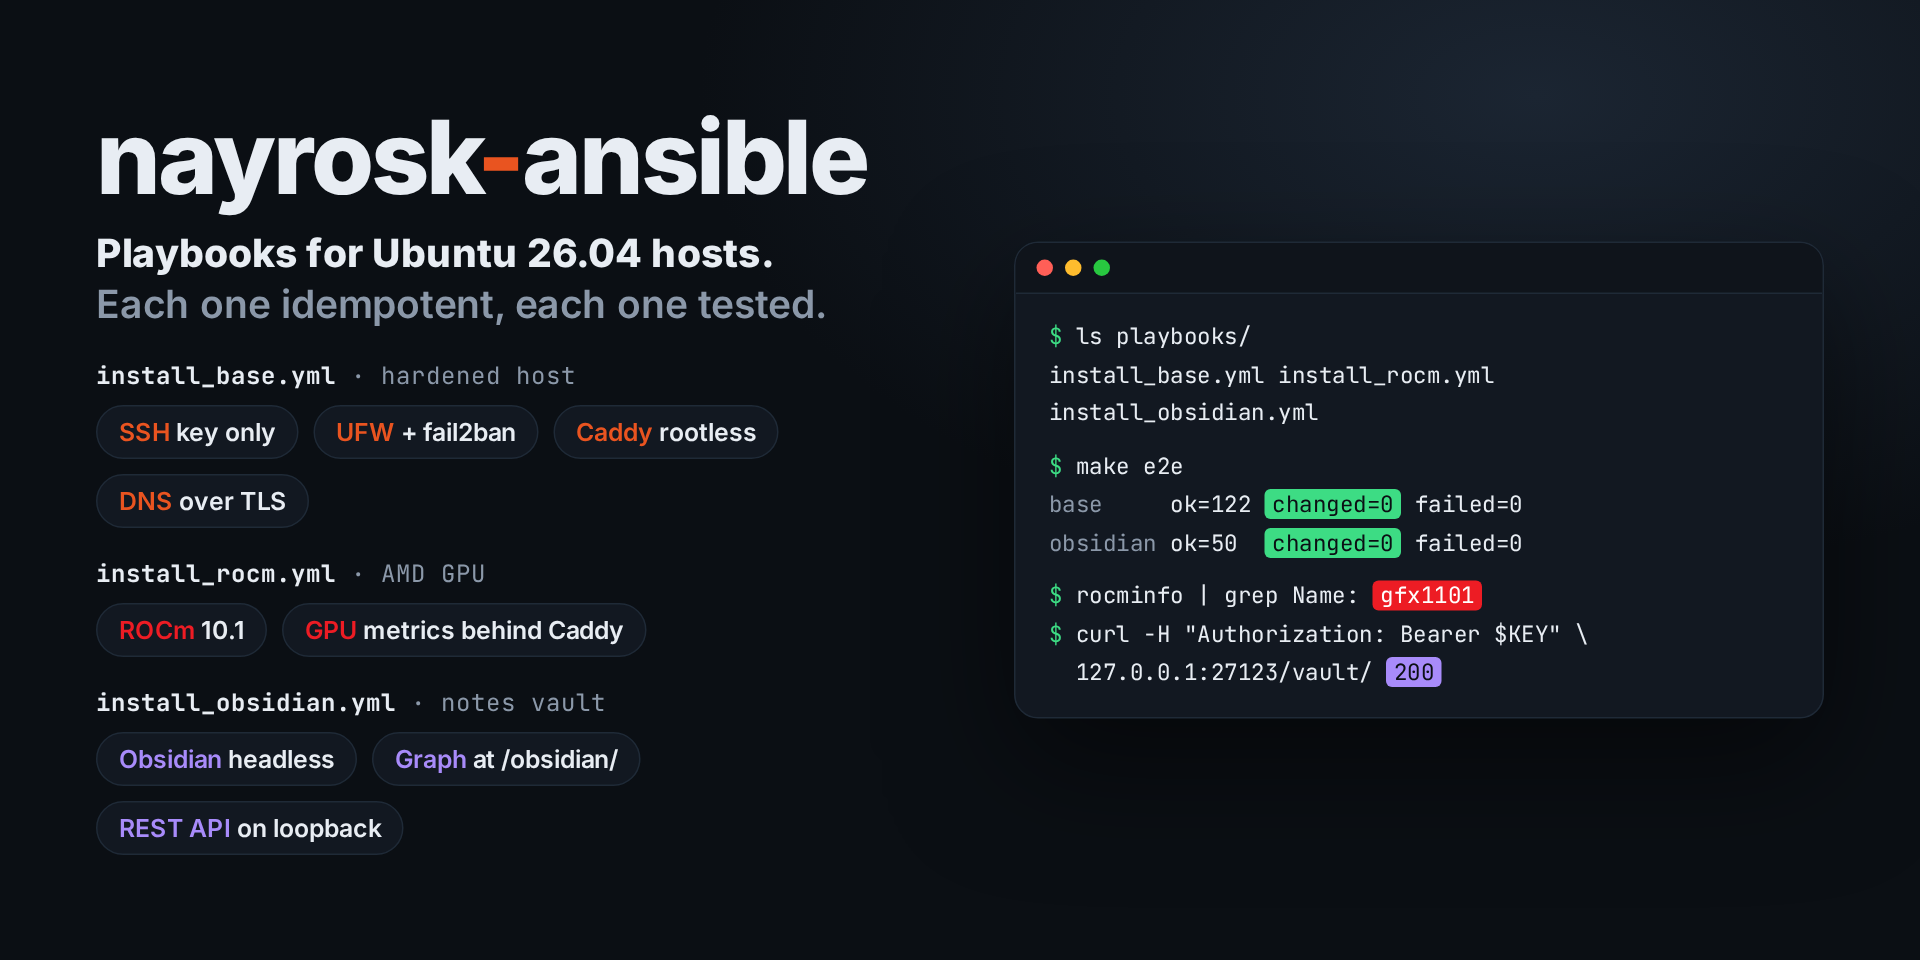 nayrosk-ansible
Playbooks for Ubuntu 26.04 hosts.
Each one idempotent, each one tested.
install_base.yml · hardened host
SSH key only
UFW + fail2ban
Caddy rootless
DNS over TLS
install_rocm.yml · AMD GPU
ROCm 10.1
GPU metrics behind Caddy
install_obsidian.yml · notes vault
Obsidian headless
Graph at /obsidian/
REST API on loopback
$ ls playbooks/
install_base.yml install_rocm.yml
install_obsidian.yml
$ make e2e
base ok=122 changed=0 failed=0
obsidian ok=50 changed=0 failed=0
$ rocminfo | grep Name: gfx1101
$ curl -H "Authorization: Bearer $KEY" \
127.0.0.1:27123/vault/ 200